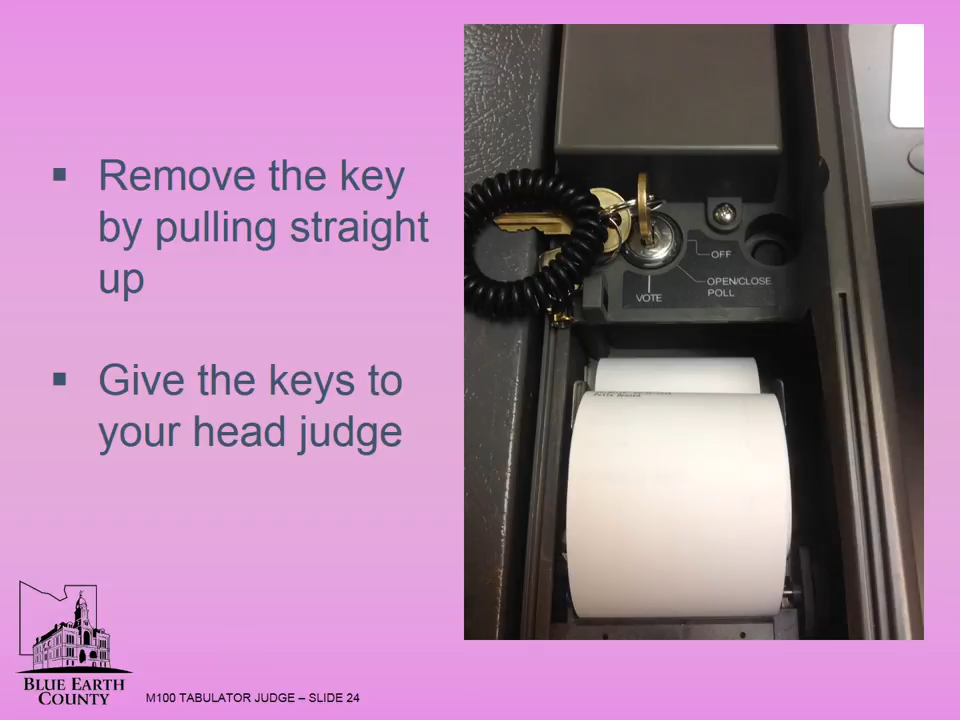 Remove the key
by pulling straight
up
Give the keys to
your head judge
OFF
OPEN/CLOSE
POLL
VOTE
BLUE EARTH
COUNTY
M100 TABULATOR JUDGE – SLIDE 24